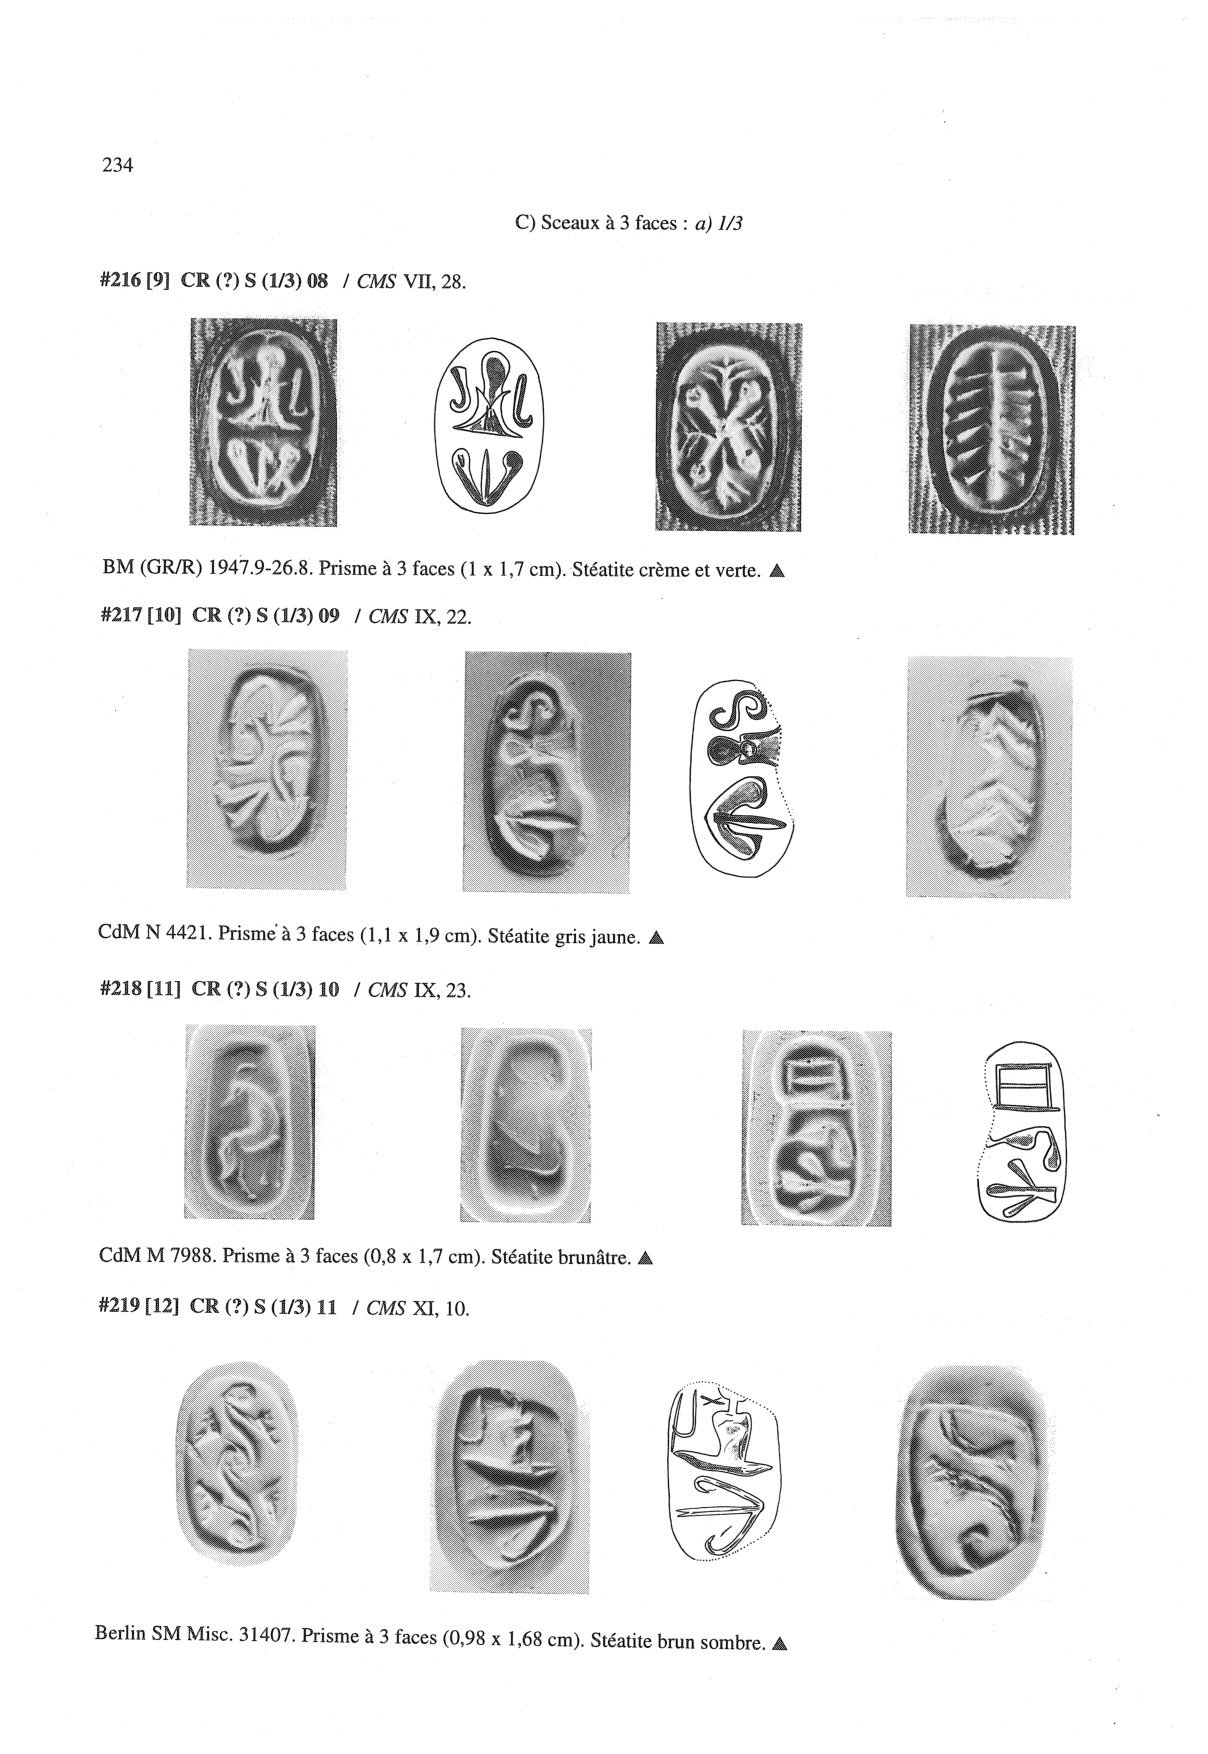 234
C) Sceaux à 3 faces : a) 1/3
#216 [9] CR (?) S (1/3) 08 / CMS VII, 28.
BM (GR/R) 1947.9-26.8. Prisme à 3 faces (1 x 1,7 cm). Stéatite crème et verte. ▲
#217 [10] CR (?) S (1/3) 09 / CMS IX, 22.
CdM N 4421. Prisme à 3 faces (1,1 x 1,9 cm). Stéatite gris jaune. ▲
#218 [11] CR (?) S (1/3) 10 / CMS IX, 23.
CdM M 7988. Prisme à 3 faces (0,8 x 1,7 cm). Stéatite brunâtre. ▲
#219 [12] CR (?) S (1/3) 11 / CMS XI, 10.
Berlin SM Misc. 31407. Prisme à 3 faces (0,98 x 1,68 cm). Stéatite brun sombre. ▲